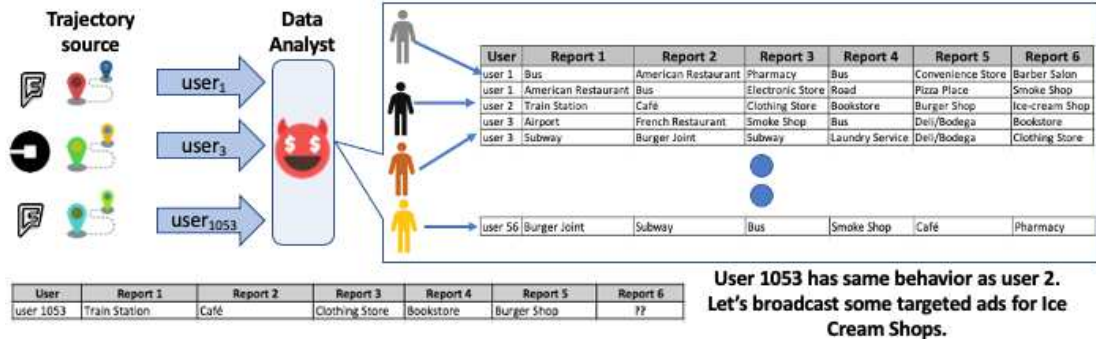 Trajectory source
Data Analyst
user1
user3
user1053
User Report 1 Report 2 Report 3 Report 4 Report 5 Report 6
user 1 Bus American Restaurant Pharmacy Bus Convenience Store Barber Salon
user 1 American Restaurant Bus Electronic Store Road Pizza Place Smoke Shop
user 2 Train Station Café Clothing Store Bookstore Burger Shop Ice-cream Shop
user 3 Airport French Restaurant Smoke Shop Bus Deli/Bodega Bookstore
user 3 Subway Burger Joint Subway Laundry Service Deli/Bodega Clothing Store
user 56 Burger Joint Subway Bus Smoke Shop Café Pharmacy
User Report 1 Report 2 Report 3 Report 4 Report 5 Report 6
user 1053 Train Station Café Clothing Store Bookstore Burger Shop ??
User 1053 has same behavior as user 2.
Let's broadcast some targeted ads for Ice
Cream Shops.